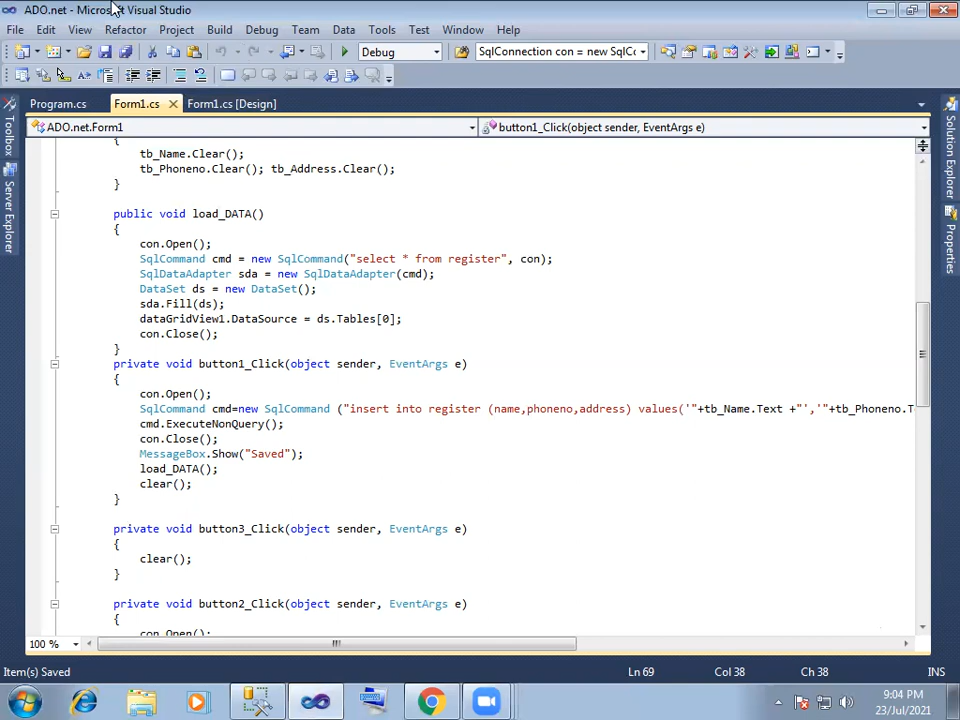 ADO.net - Microsoft Visual Studio
File Edit View Refactor Project Build Debug Team Data Tools Test Window Help
Debug SqlConnection con = new SqlCo
Program.cs Form1.cs Form1.cs [Design]
ADO.net.Form1 button1_Click(object sender, EventArgs e)
Toolbox
Server Explorer
Solution Explorer
Properties
{
tb_Name.Clear();
tb_Phoneno.Clear(); tb_Address.Clear();
}
public void load_DATA()
{
con.Open();
SqlCommand cmd = new SqlCommand("select * from register", con);
SqlDataAdapter sda = new SqlDataAdapter(cmd);
DataSet ds = new DataSet();
sda.Fill(ds);
dataGridView1.DataSource = ds.Tables[0];
con.Close();
}
private void button1_Click(object sender, EventArgs e)
{
con.Open();
SqlCommand cmd=new SqlCommand ("insert into register (name,phoneno,address) values('"+tb_Name.Text +"','"+tb_Phoneno.T
cmd.ExecuteNonQuery();
con.Close();
MessageBox.Show("Saved");
load_DATA();
clear();
}
private void button3_Click(object sender, EventArgs e)
{
clear();
}
private void button2_Click(object sender, EventArgs e)
{
con.Open();
100 %
Item(s) Saved Ln 69 Col 38 Ch 38 INS
9:04 PM
23/Jul/2021